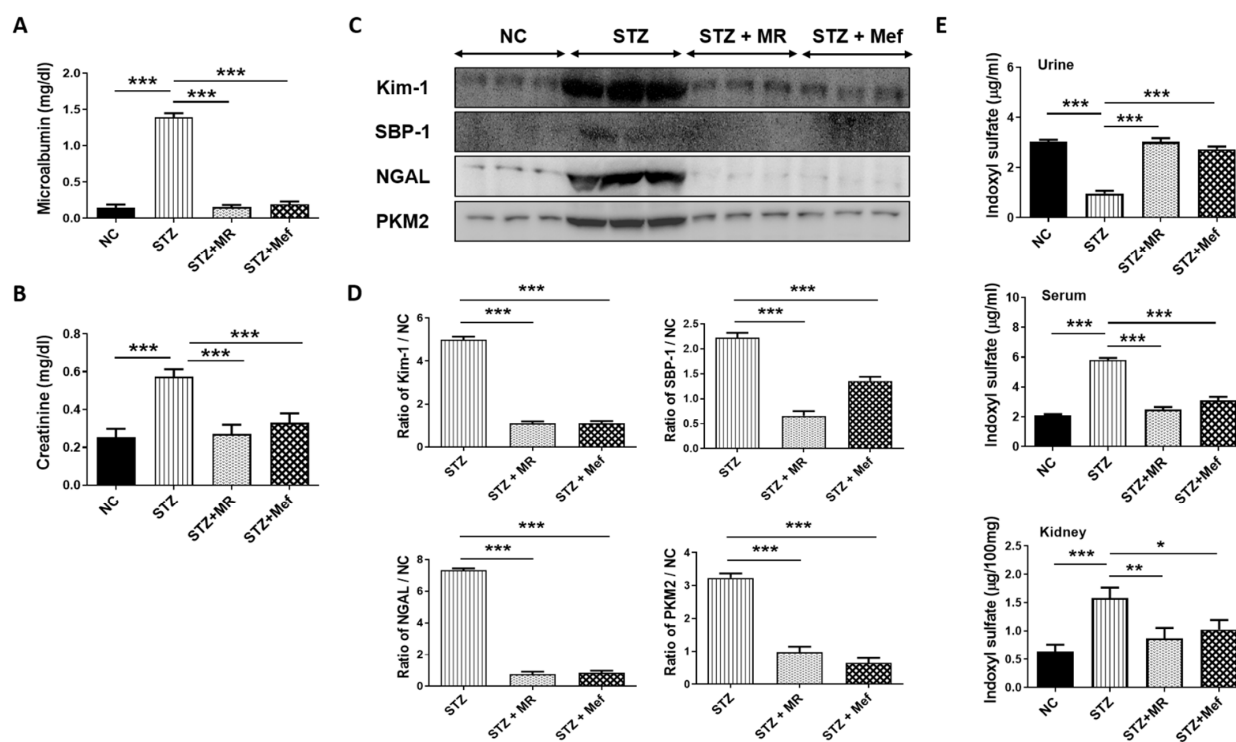 A
Microalbumin (mg/dl)
2.0
1.5
1.0
0.5
0.0
***
***
***
NC
STZ
STZ+MR
STZ+Mef
B
Creatinine (mg/dl)
0.8
0.6
0.4
0.2
0.0
***
***
***
NC
STZ
STZ+MR
STZ+Mef
C
NC
STZ
STZ + MR
STZ + Mef
Kim-1
SBP-1
NGAL
PKM2
D
Ratio of Kim-1 / NC
6
4
2
0
***
***
STZ
STZ + MR
STZ + Mef
Ratio of SBP-1 / NC
2.5
2.0
1.5
1.0
0.5
0.0
***
***
STZ
STZ + MR
STZ + Mef
Ratio of NGAL / NC
8
6
4
2
0
***
***
STZ
STZ + MR
STZ + Mef
Ratio of PKM2 / NC
4
3
2
1
0
***
***
STZ
STZ + MR
STZ + Mef
E
Urine
Indoxyl sulfate (μg/ml)
6
3
0
***
***
***
NC
STZ
STZ+MR
STZ+Mef
Serum
Indoxyl sulfate (μg/ml)
10
8
6
4
2
0
***
***
***
NC
STZ
STZ+MR
STZ+Mef
Kidney
Indoxyl sulfate (μg/100mg)
2.5
2.0
1.5
1.0
0.5
0.0
***
*
**
NC
STZ
STZ+MR
STZ+Mef